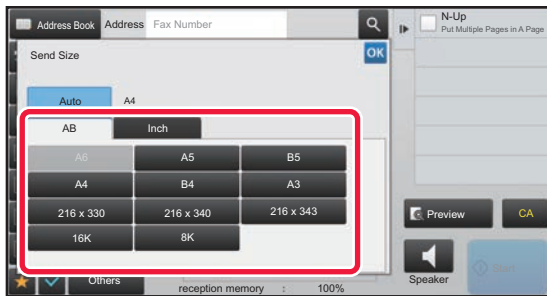 Address Book Address Fax Number
N-Up
Put Multiple Pages in A Page
Send Size
OK
Auto A4
AB Inch
A6 A5 B5
A4 B4 A3
216 x 330 216 x 340 216 x 343
16K 8K
Preview CA
Others
reception memory : 100%
Speaker
Start